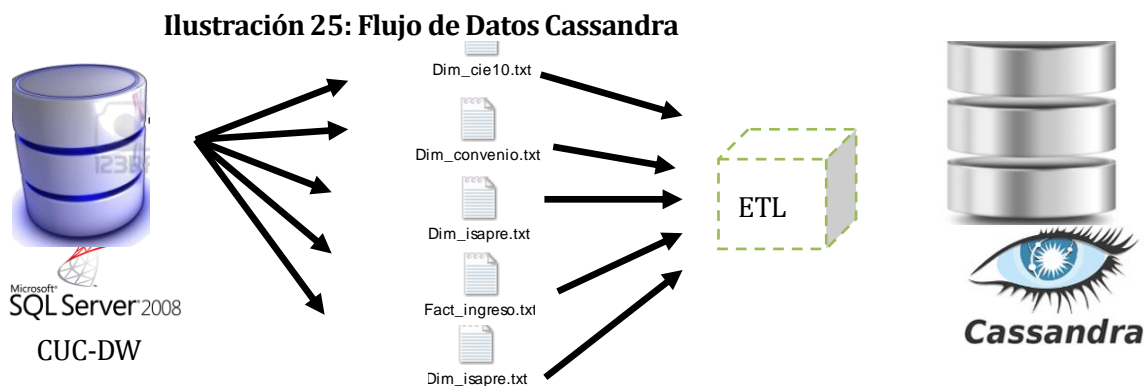 Ilustración 25: Flujo de Datos Cassandra
Dim_cie10.txt
Dim_convenio.txt
Dim_isapre.txt
Fact_ingreso.txt
Dim_isapre.txt
ETL
Microsoft
SQL Server 2008
CUC-DW
Cassandra